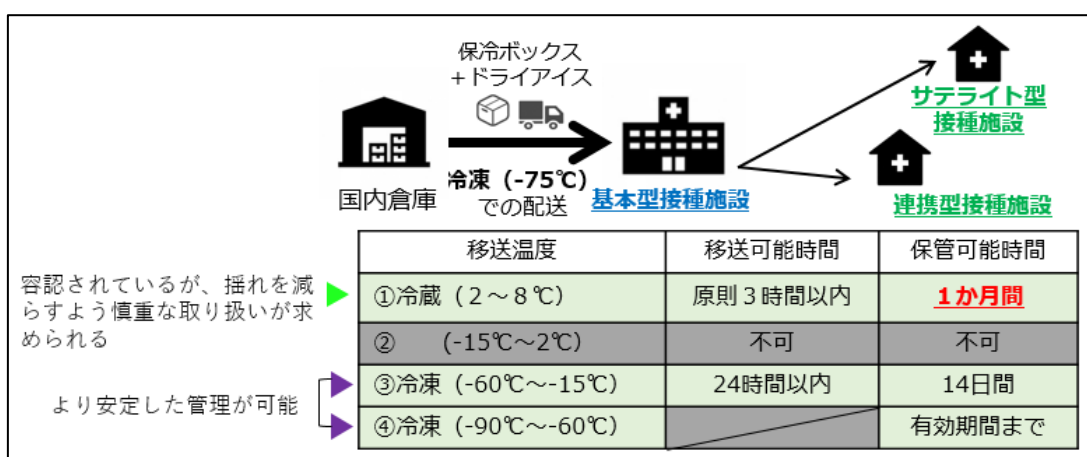 保冷ボックス
+ドライアイス
サテライト型
接種施設
国内倉庫
冷凍（-75℃）
での配送
基本型接種施設
連携型接種施設
移送温度 移送可能時間 保管可能時間
容認されているが、揺れを減
らすよう慎重な取り扱いが求
められる
①冷蔵（2～8℃） 原則3時間以内 1か月間
② (-15℃～2℃) 不可 不可
より安定した管理が可能
③冷凍（-60℃～-15℃） 24時間以内 14日間
④冷凍（-90℃～-60℃） 有効期間まで